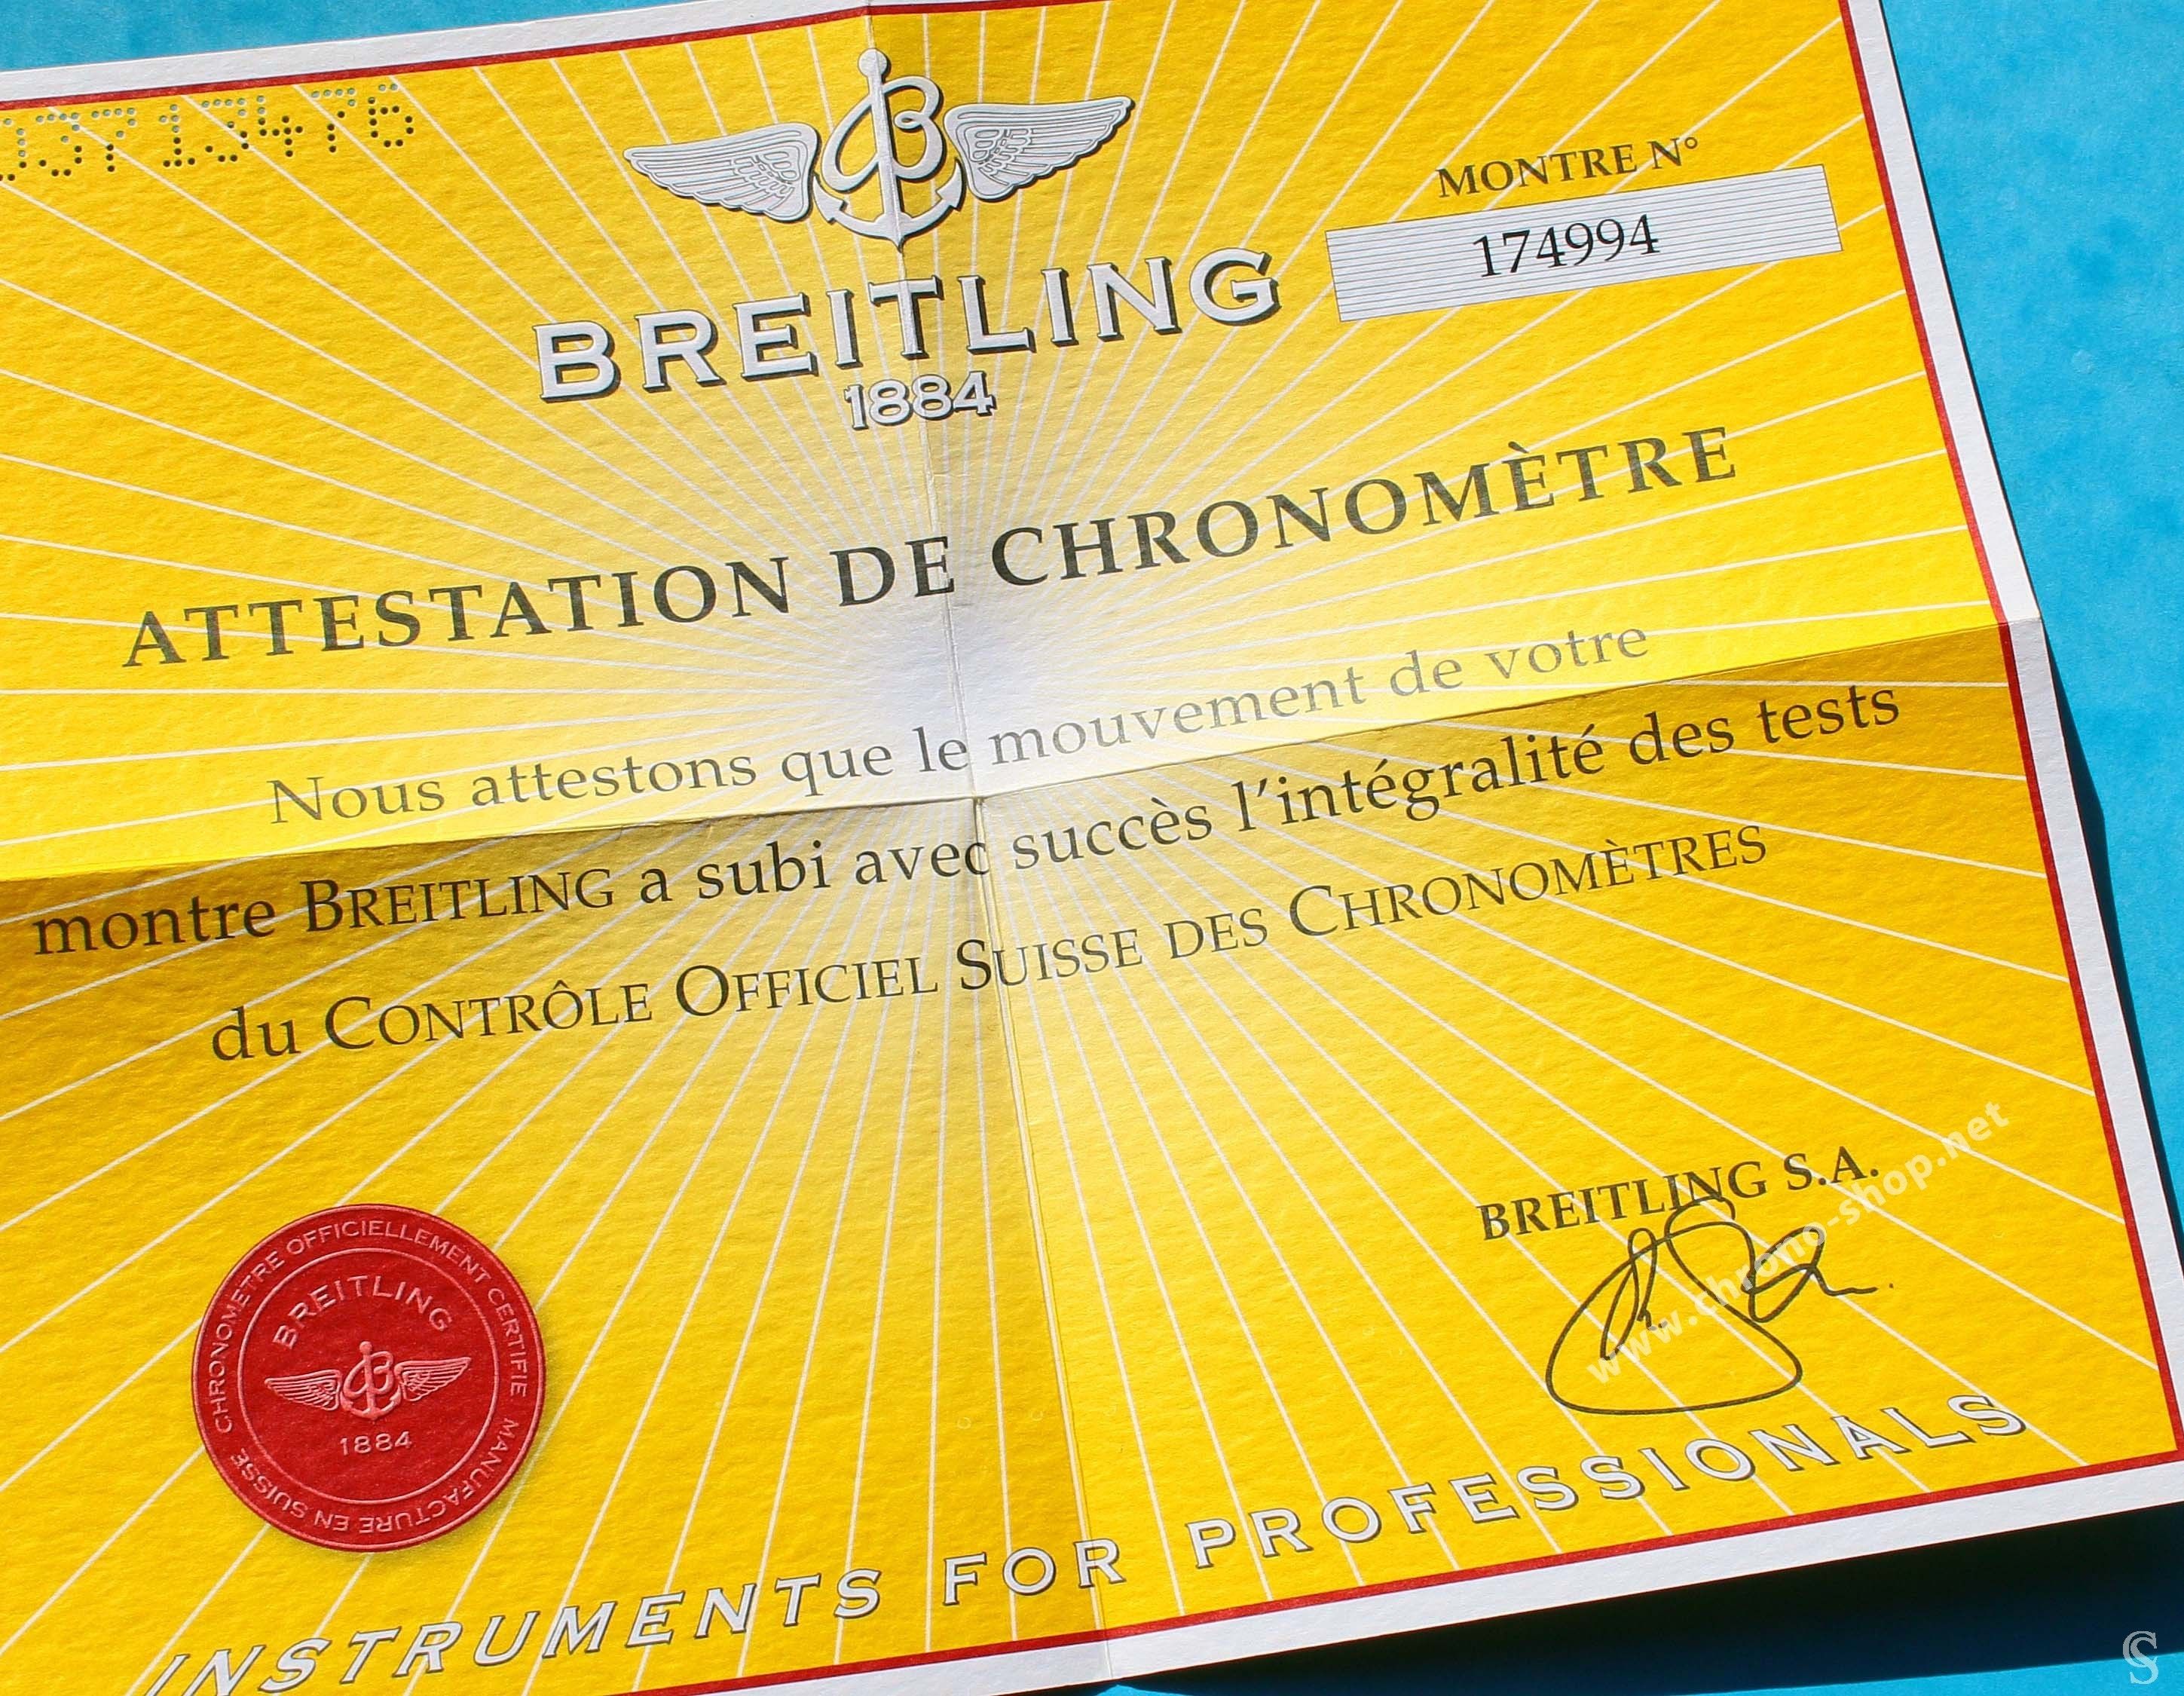 MONTRE N°
174994
BREITLING
1884
ATTESTATION DE CHRONOMÈTRE
Nous attestons que le mouvement de votre
montre BREITLING a subi avec succès l'intégralité des tests
du CONTRÔLE OFFICIEL SUISSE DES CHRONOMÈTRES
BREITLING S.A.
www.chrono-shop.net
CHRONOMÈTRE OFFICIELLEMENT CERTIFIE MANUFACTURE EN SUISSE
BREITLING
1884
INSTRUMENTS FOR PROFESSIONALS